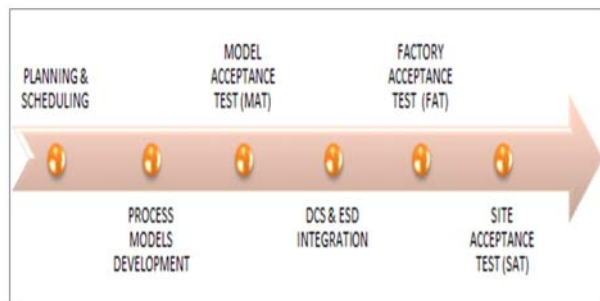 PLANNING &
SCHEDULING
PROCESS
MODELS
DEVELOPMENT
MODEL
ACCEPTANCE
TEST (MAT)
DCS & ESD
INTEGRATION
FACTORY
ACCEPTANCE
TEST (FAT)
SITE
ACCEPTANCE
TEST (SAT)